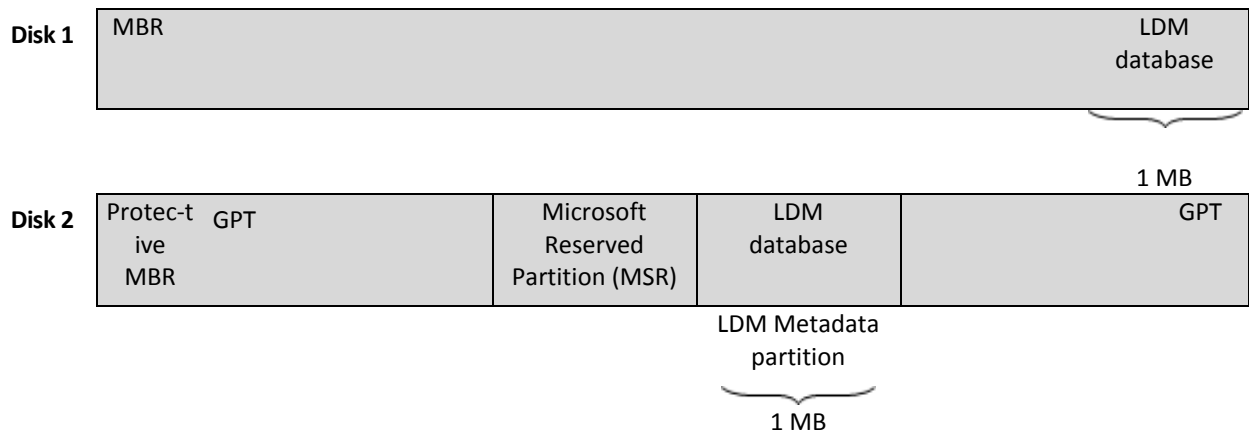 Disk 1
MBR
LDM
database
1 MB
Disk 2
Protec-t
ive
MBR
GPT
Microsoft
Reserved
Partition (MSR)
LDM
database
GPT
LDM Metadata
partition
1 MB